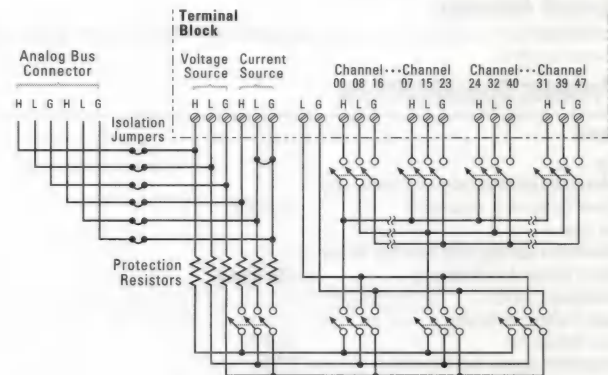 Terminal
Block
Analog Bus
Connector
Voltage
Source
Current
Source
Channel···Channel
00 08 16 07 15 23
Channel···Channel
24 32 40 31 39 47
H L G H L G
H L G H L G
L G
H L G
H L G
H L G
H L G
Isolation
Jumpers
Protection
Resistors